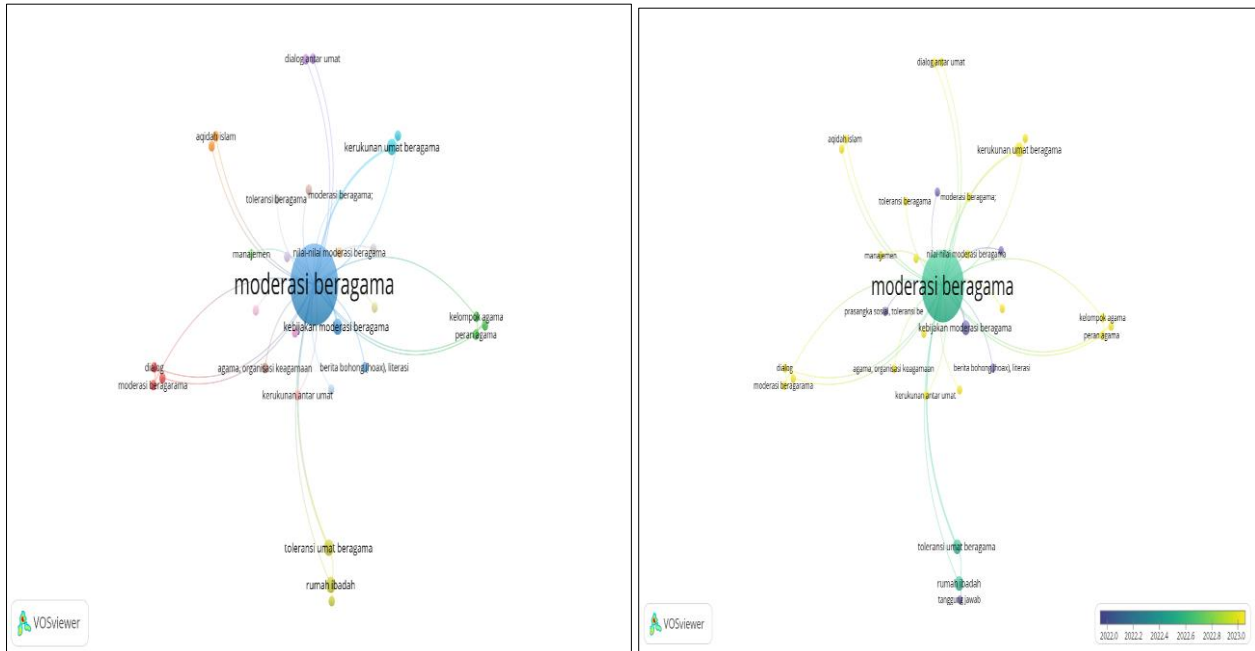 dialog antar umat
aqidah islam
kerukunan umat beragama
toleransi beragama
moderasi beragama;
manajemen
nilai-nilai moderasi beragama
moderasi beragama
kelompok agama
kebijakan moderasi beragama
peran agama
dialog
agama, organisasi keagamaan
berita bohong (hoax), literasi
moderasi beragarama
kerukunan antar umat
toleransi umat beragama
rumah ibadah
VOSviewer
dialog antar umat
aqidah islam
kerukunan umat beragama
toleransi beragama
moderasi beragama;
manajemen
nilai-nilai moderasi beragama
moderasi beragama
prasangka sosial, toleransi be
kelompok agama
kebijakan moderasi beragama
peran agama
dialog
agama, organisasi keagamaan
berita bohong (hoax), literasi
moderasi beragarama
kerukunan antar umat
toleransi umat beragama
rumah ibadah
tanggung jawab
VOSviewer
2022.0 2022.2 2022.4 2022.6 2022.8 2023.0